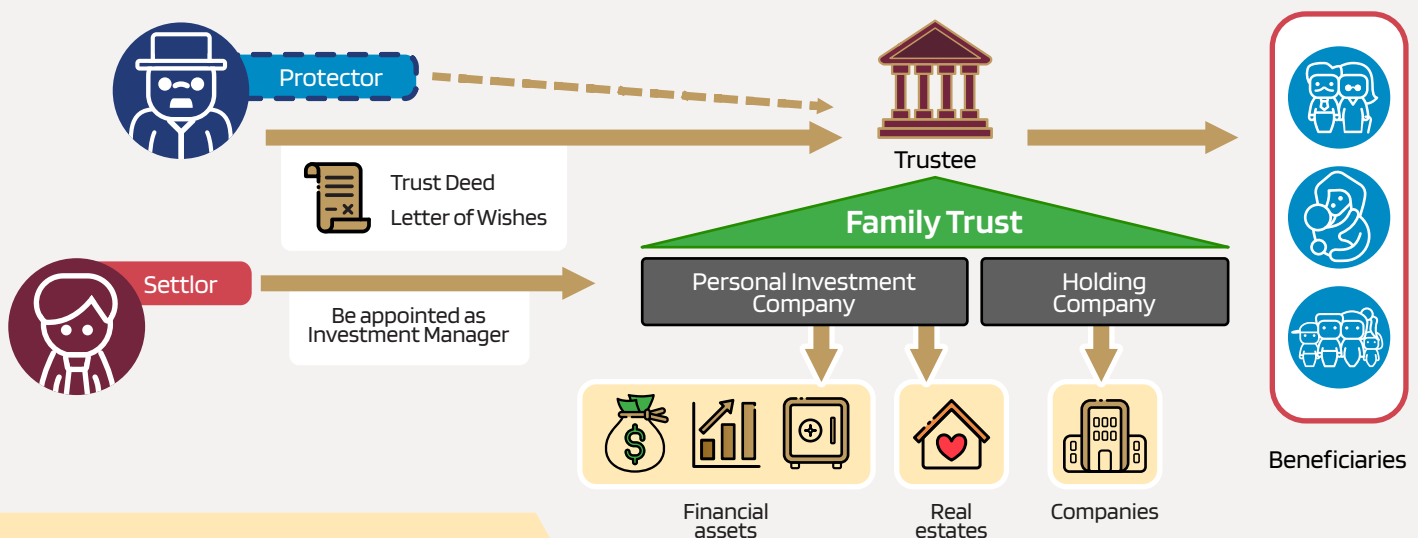 Protector
Trustee
Trust Deed
Letter of Wishes
Family Trust
Settlor
Be appointed as
Investment Manager
Personal Investment
Company
Holding
Company
$
Beneficiaries
Financial
assets
Real
estates
Companies